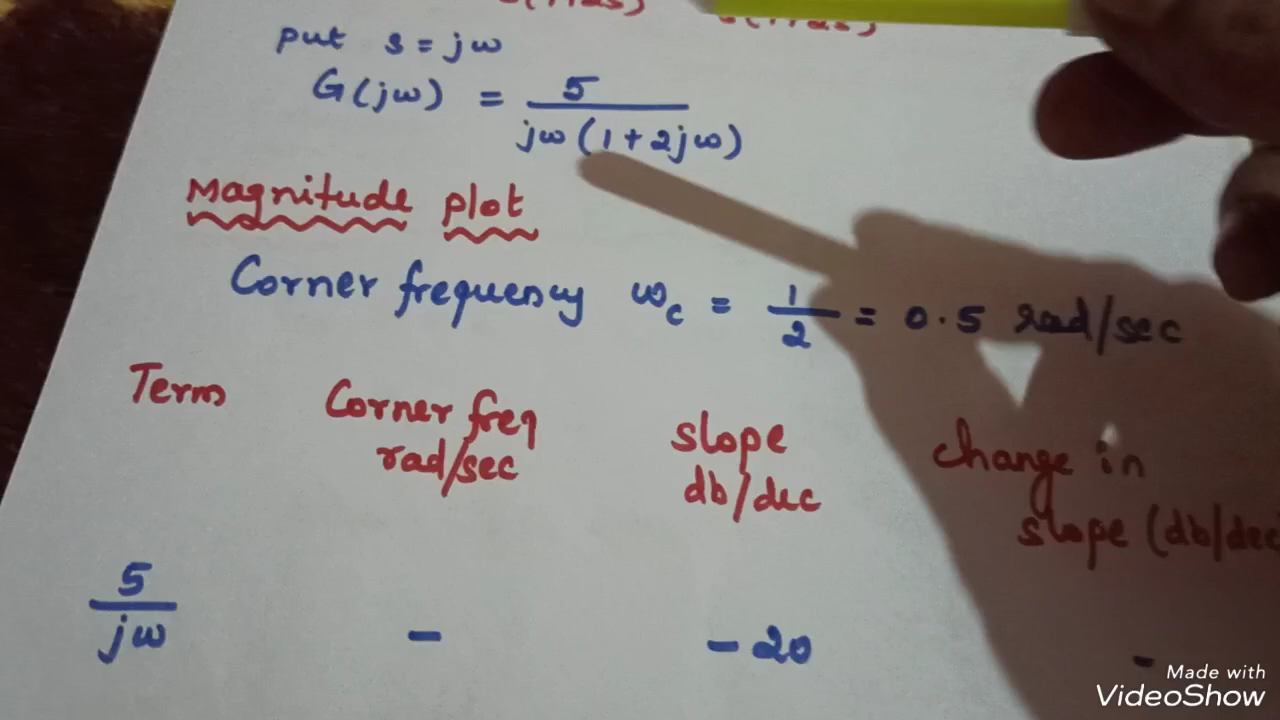 put s = jω
G(jω) = 5 / jω (1 + 2jω)
Magnitude plot
Corner frequency ωc = 1/2 = 0.5 rad/sec
Term Corner freq slope change in
rad/sec db/dec slope (db/dec
5/jω - -20 -
Made with
VideoShow